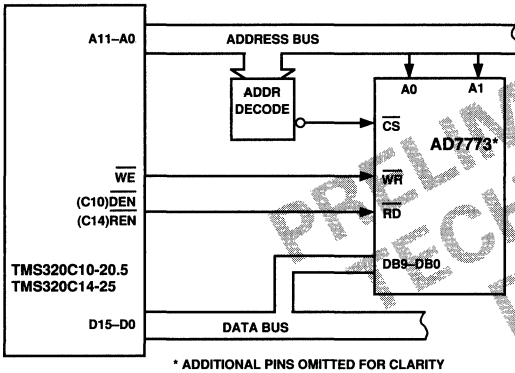 A11–A0
ADDRESS BUS
ADDR
DECODE
A0
A1
CS
AD7773*
WE
WR
(C10)DEN
(C14)REN
RD
DB9–DB0
TMS320C10-20.5
TMS320C14-25
D15–D0
DATA BUS
* ADDITIONAL PINS OMITTED FOR CLARITY